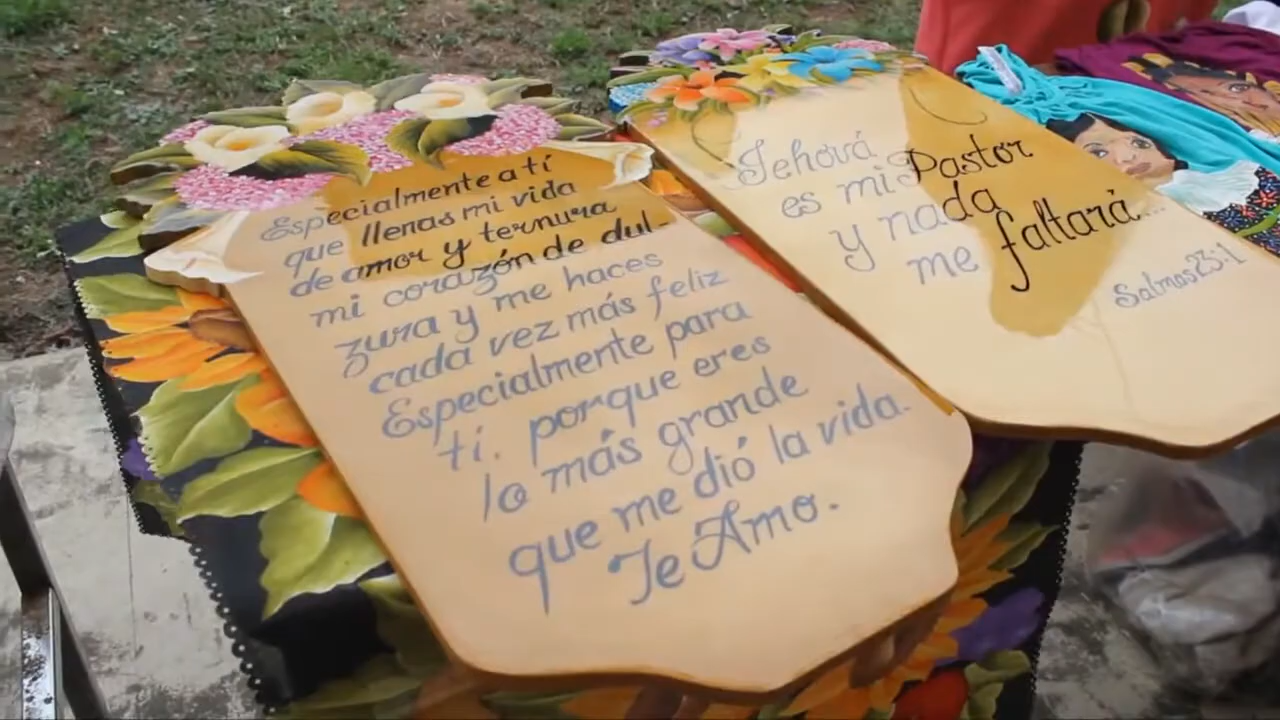 Especialmente a tí
que llenas mi vida
de amor y ternura
mi corazón de dul-
zura y me haces
cada vez más feliz
Especialmente para
tí. porque eres
lo más grande
que me dió la vida.
Te Amo.
Jehová
es mi Pastor
y nada
me faltará....
Salmos 23:1